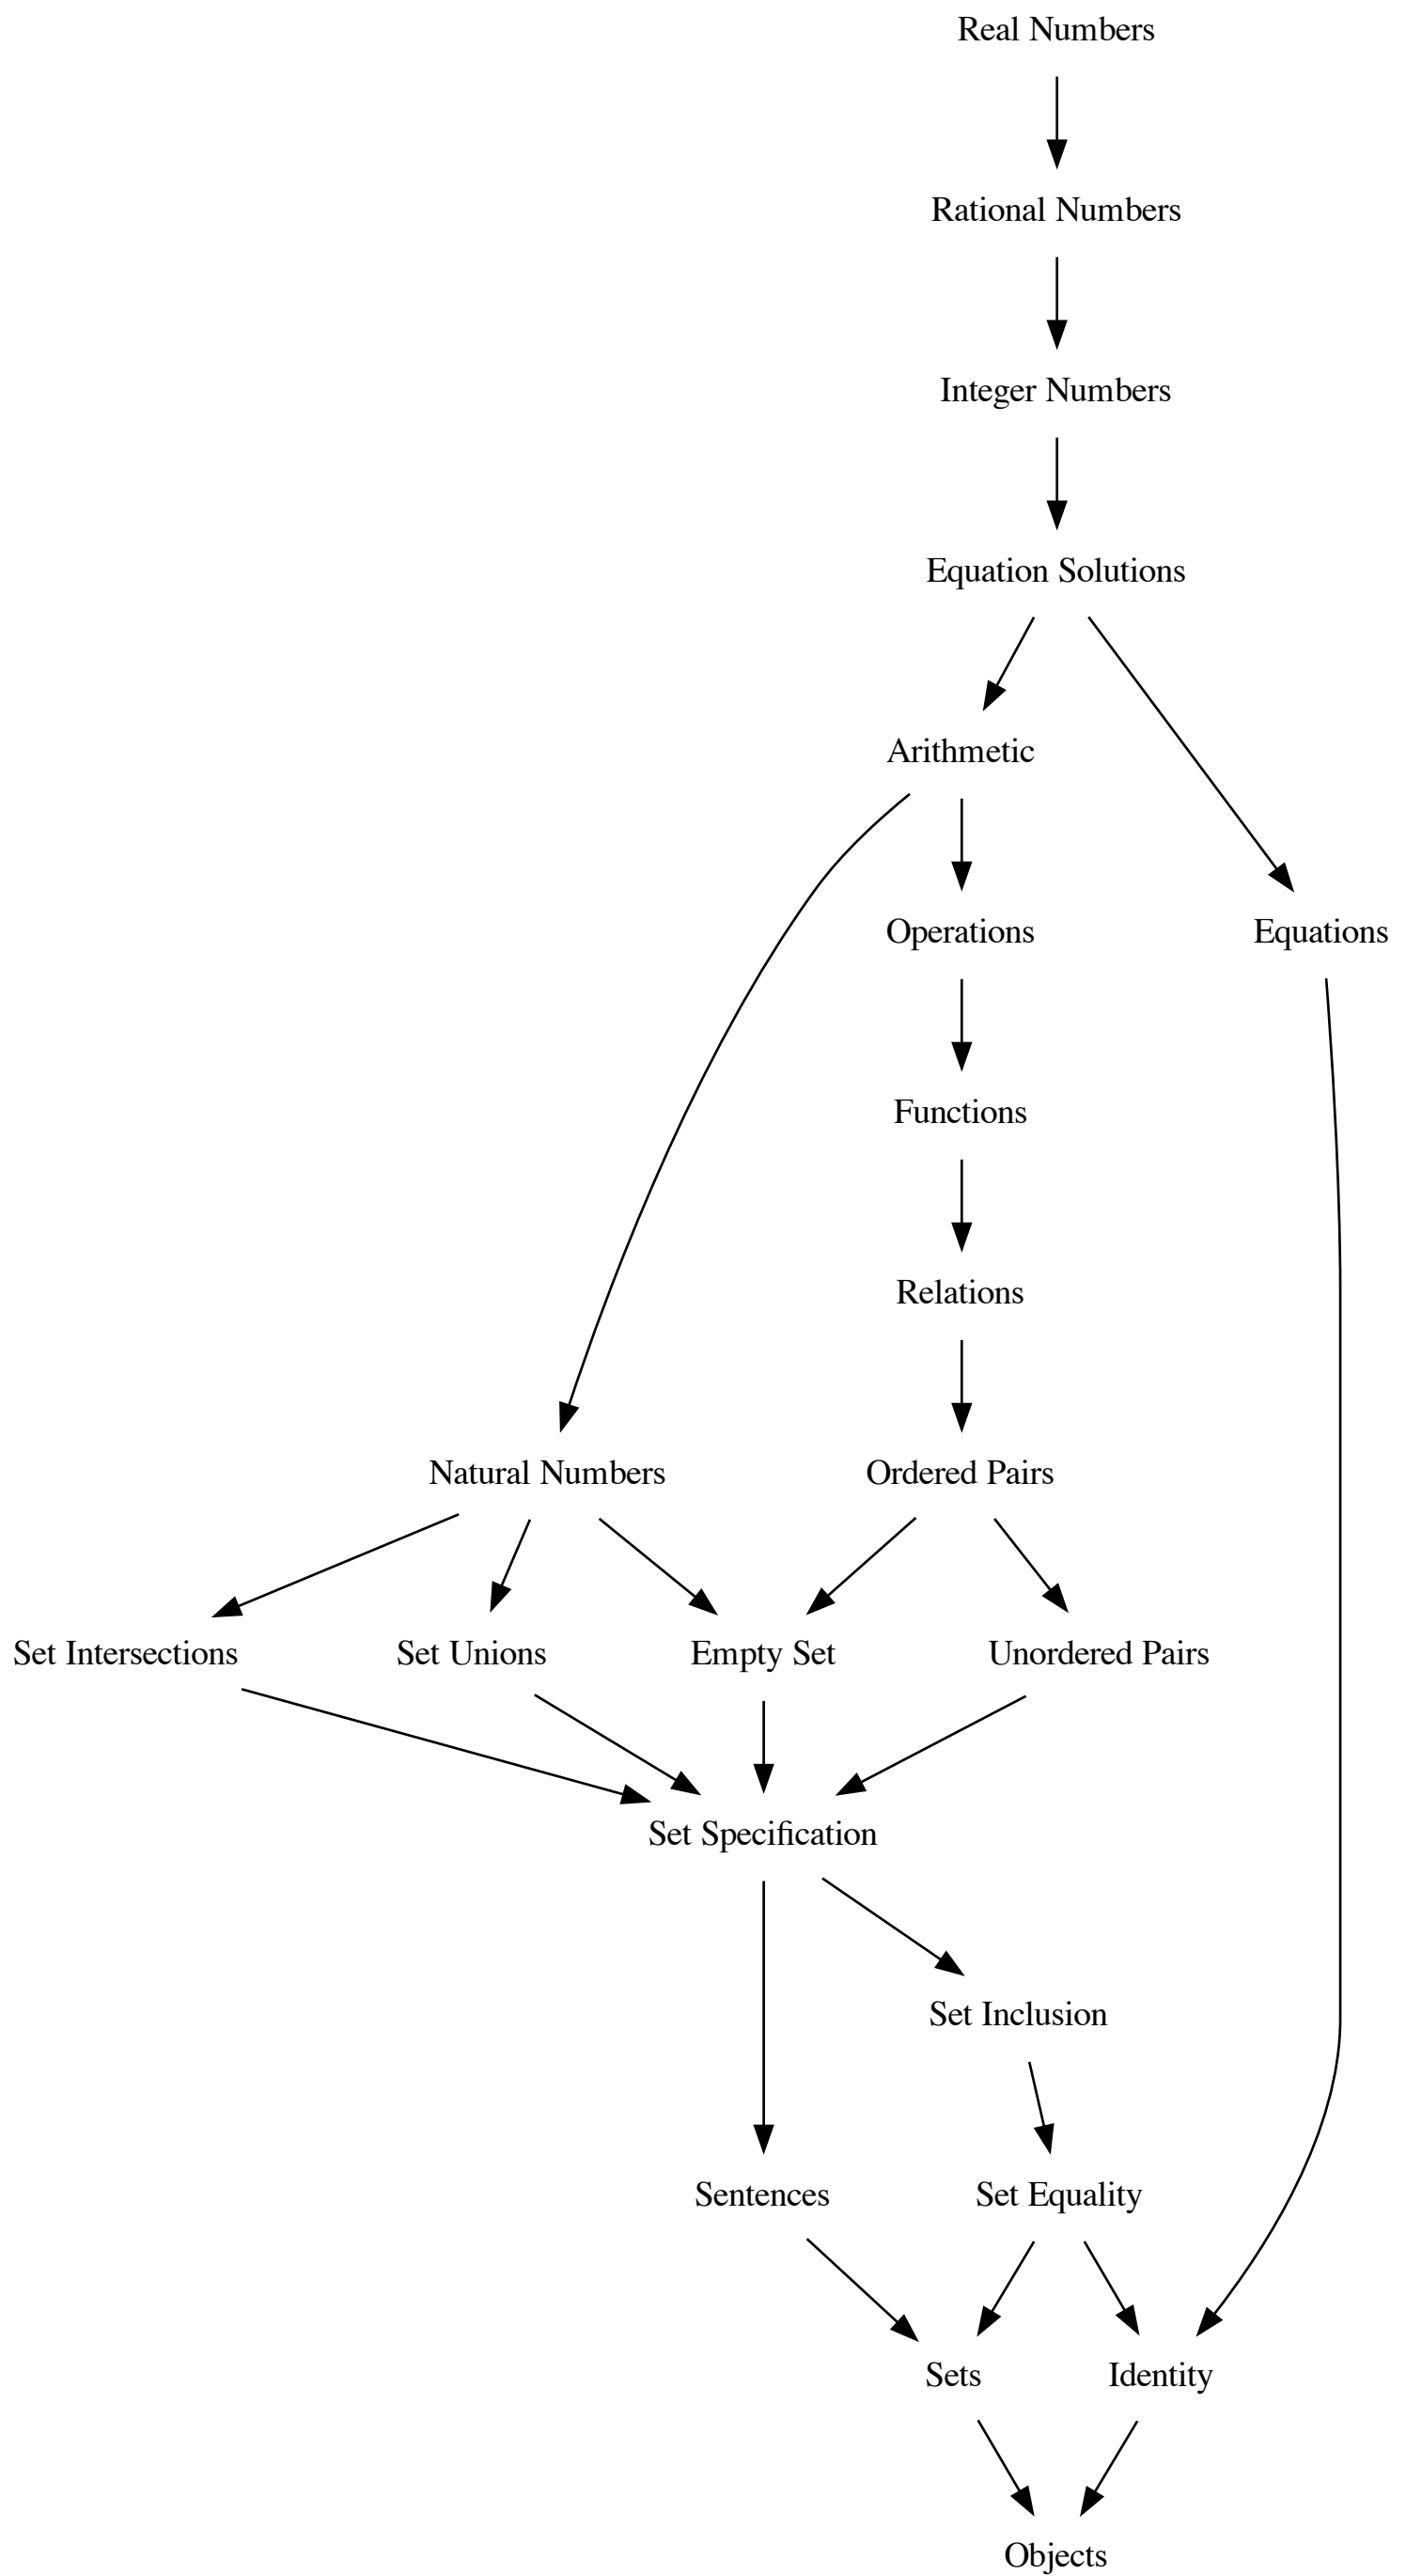 Real Numbers
Rational Numbers
Integer Numbers
Equation Solutions
Arithmetic
Operations
Equations
Functions
Relations
Natural Numbers
Ordered Pairs
Set Intersections
Set Unions
Empty Set
Unordered Pairs
Set Specification
Set Inclusion
Sentences
Set Equality
Sets
Identity
Objects